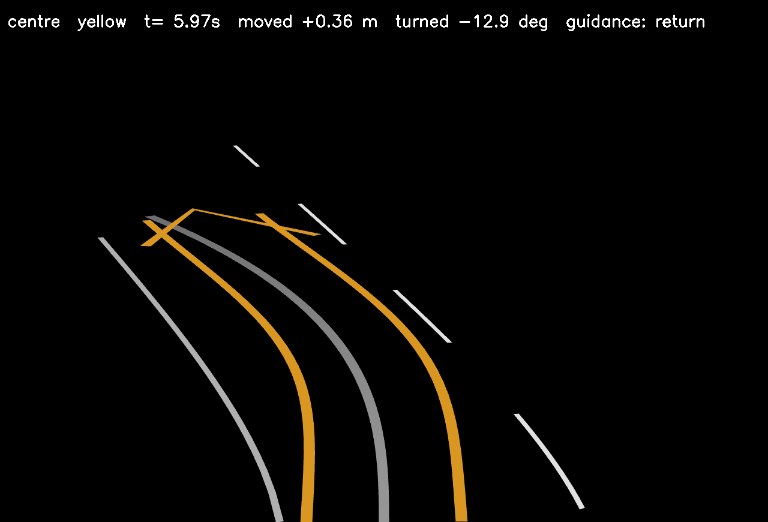 centre yellow t= 5.97s moved +0.36 m turned -12.9 deg guidance: return